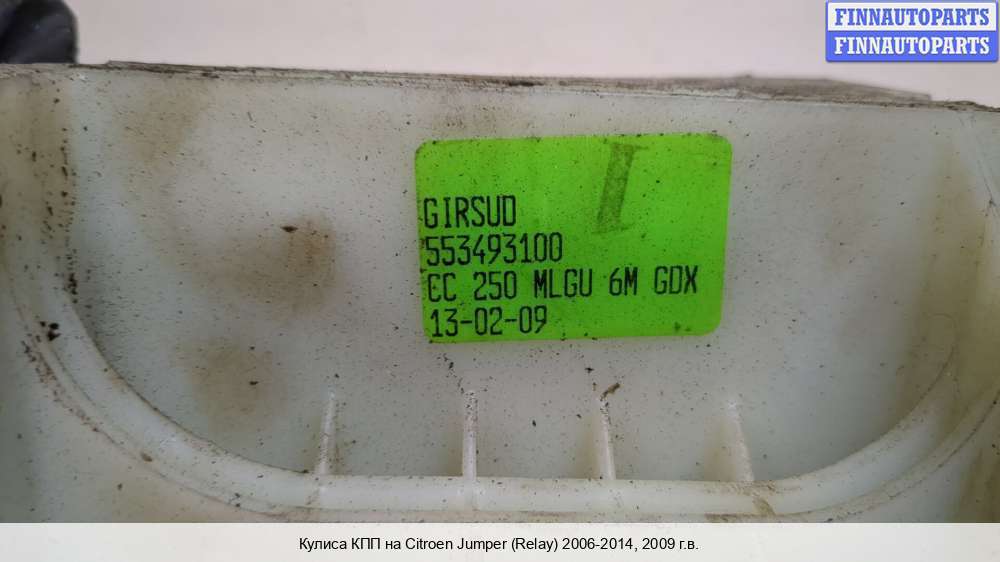 FINNAUTOPARTS
FINNAUTOPARTS
I
GIRSUD
553493100
CC 250 MLGU 6M GDX
13-02-09
Кулиса КПП на Citroen Jumper (Relay) 2006-2014, 2009 г.в.